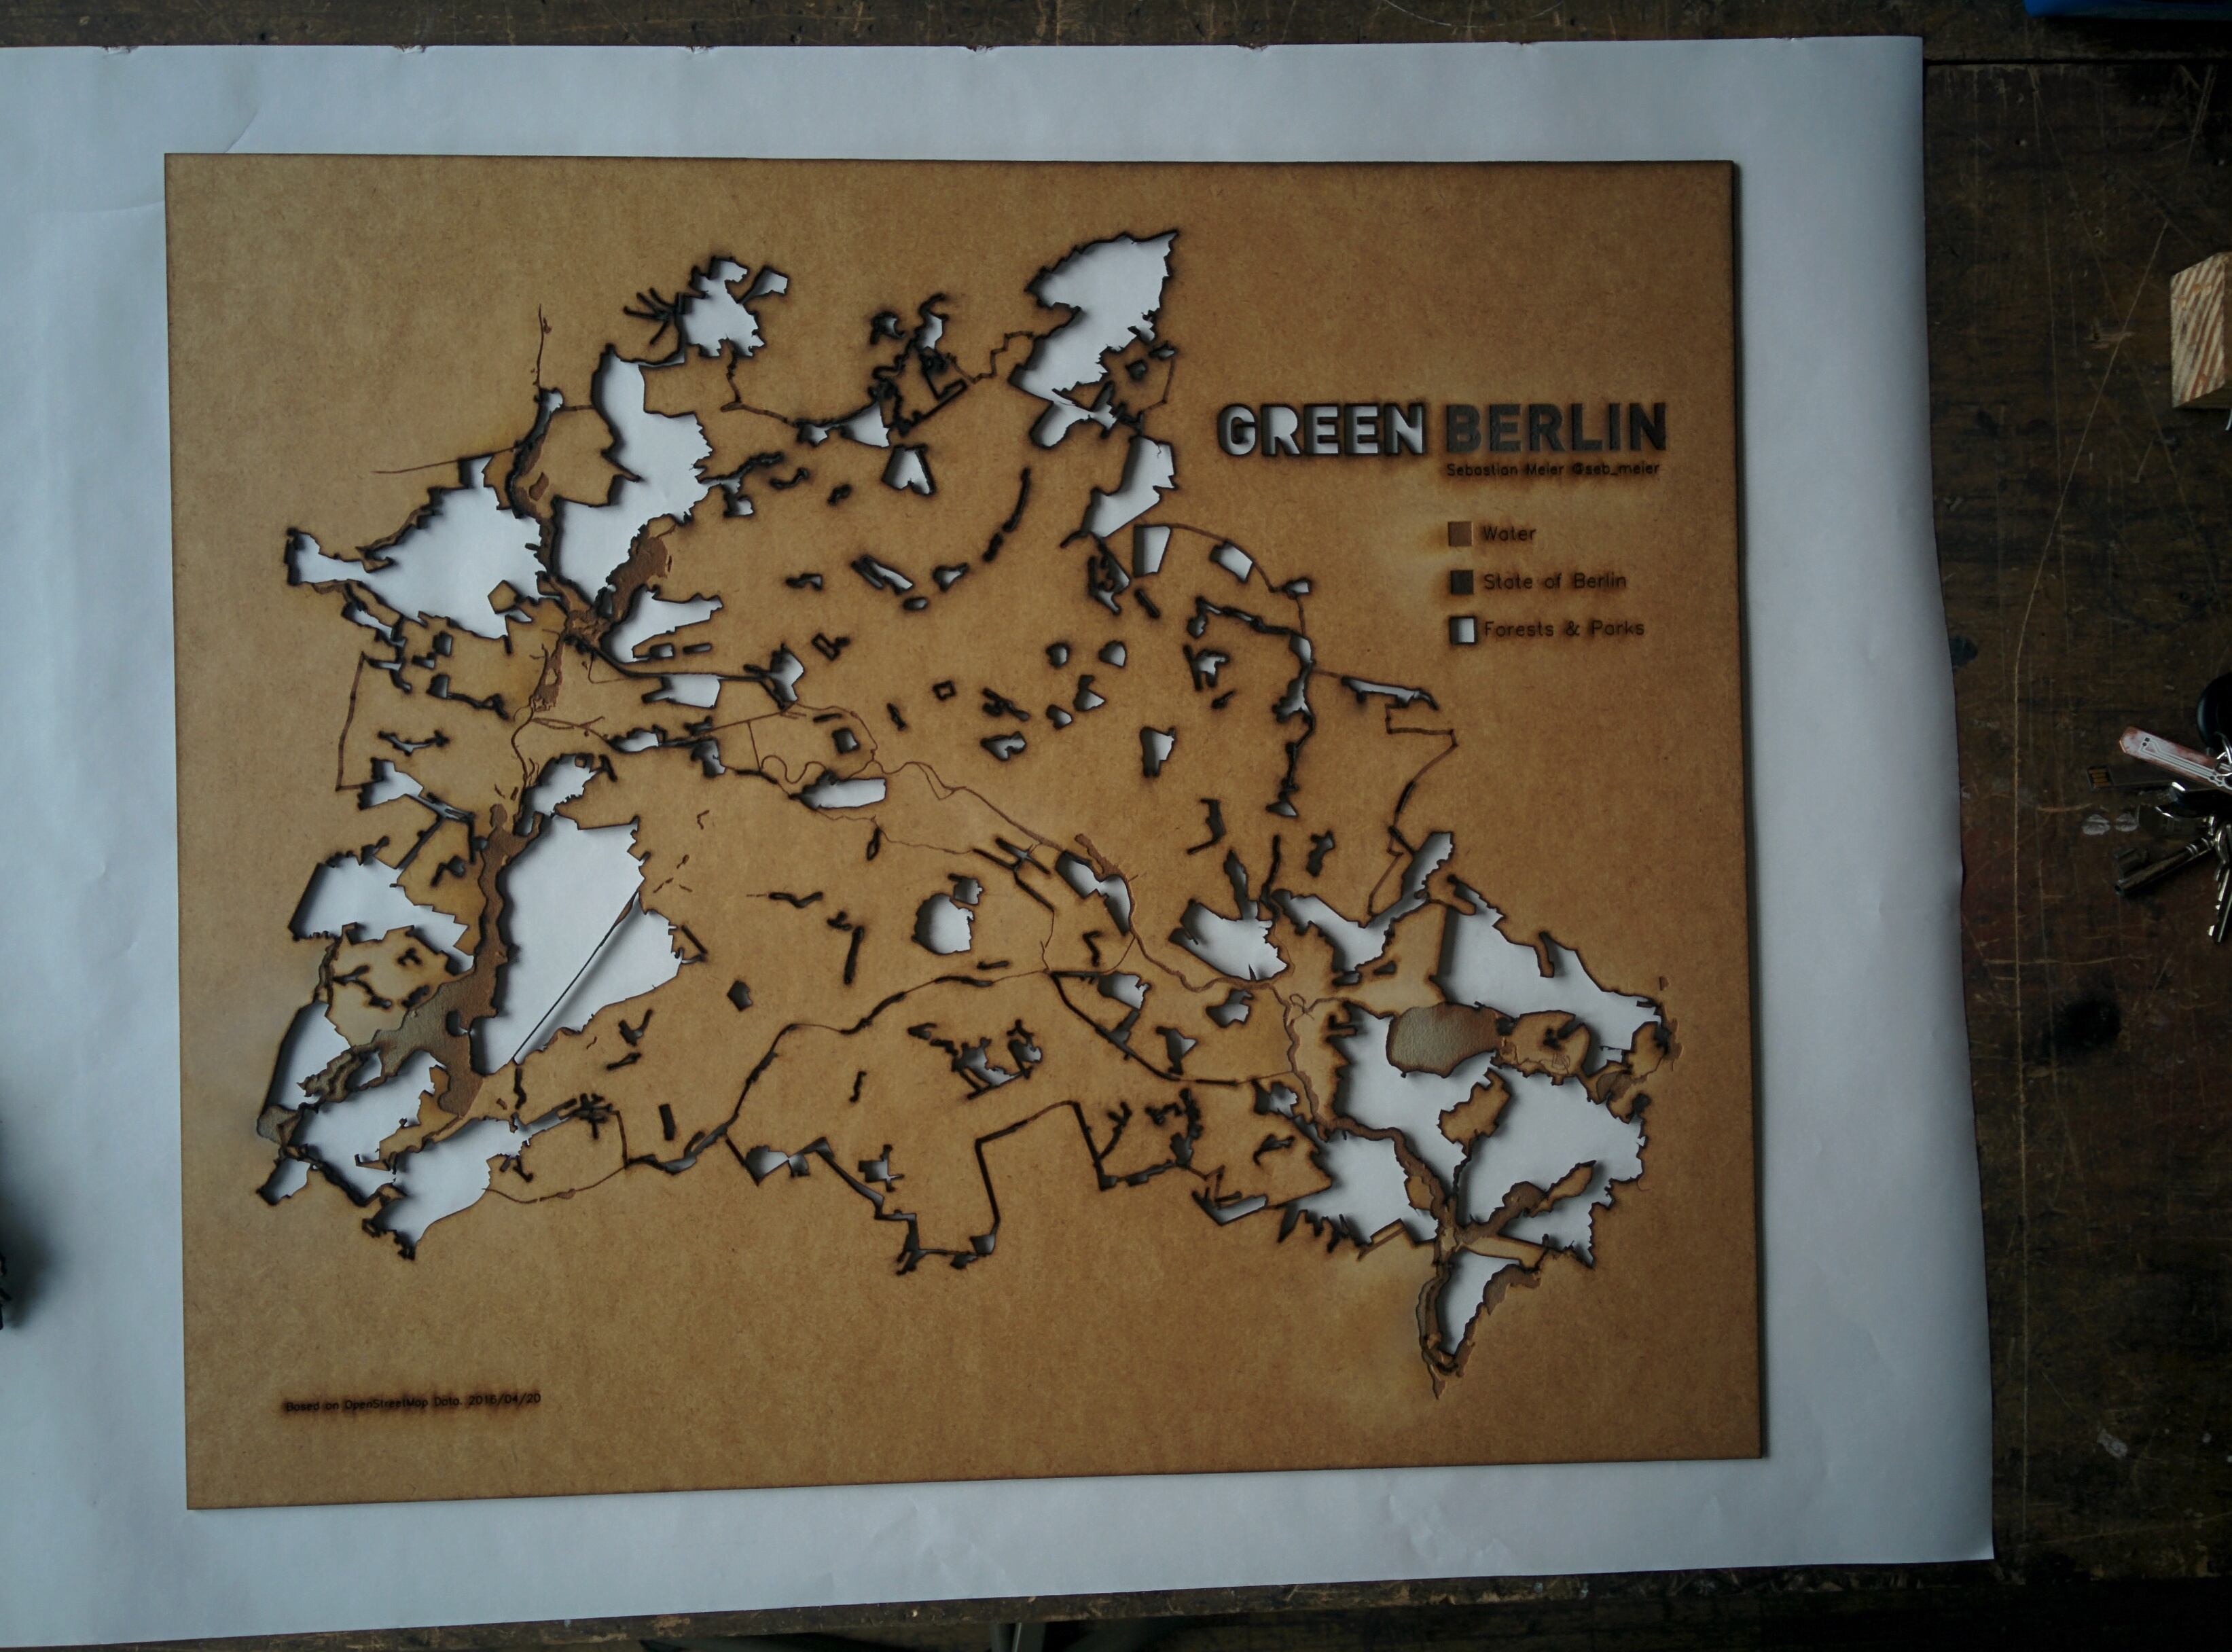 GREEN BERLIN
Sebastian Meier @seb_meier
Water
State of Berlin
Forests & Parks
Based on OpenStreetMap Data. 2016/04/20